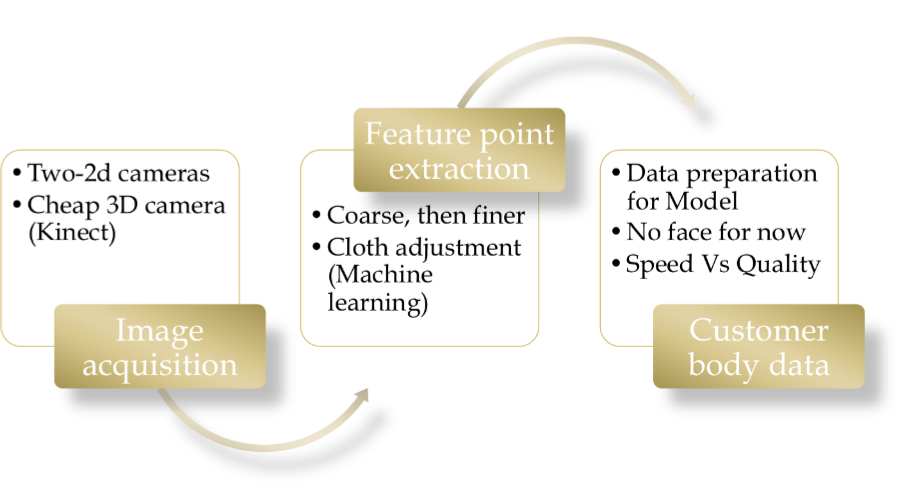 • Two-2d cameras
• Cheap 3D camera
(Kinect)
Image
acquisition
Feature point
extraction
• Coarse, then finer
• Cloth adjustment
(Machine
learning)
• Data preparation
for Model
• No face for now
• Speed Vs Quality
Customer
body data